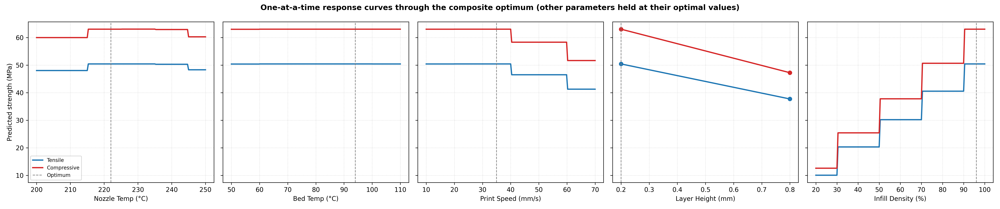 One-at-a-time response curves through the composite optimum (other parameters held at their optimal values)
Predicted strength (MPa)
60
50
40
30
20
10
Tensile
Compressive
Optimum
200 210 220 230 240 250
Nozzle Temp (°C)
50 60 70 80 90 100 110
Bed Temp (°C)
10 20 30 40 50 60 70
Print Speed (mm/s)
0.2 0.3 0.4 0.5 0.6 0.7 0.8
Layer Height (mm)
20 30 40 50 60 70 80 90 100
Infill Density (%)